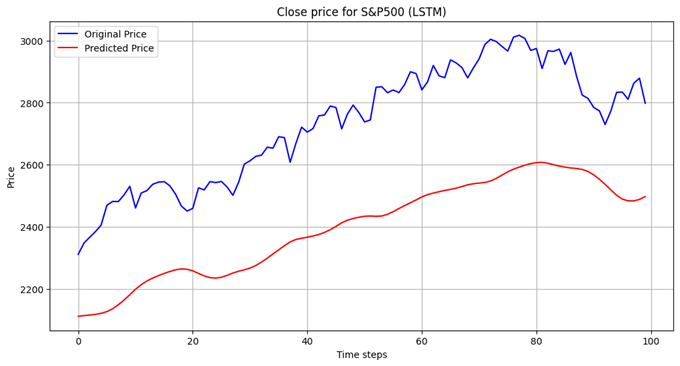 Close price for S&P500 (LSTM)
Original Price
Predicted Price
Price
3000
2800
2600
2400
2200
0 20 40 60 80 100
Time steps